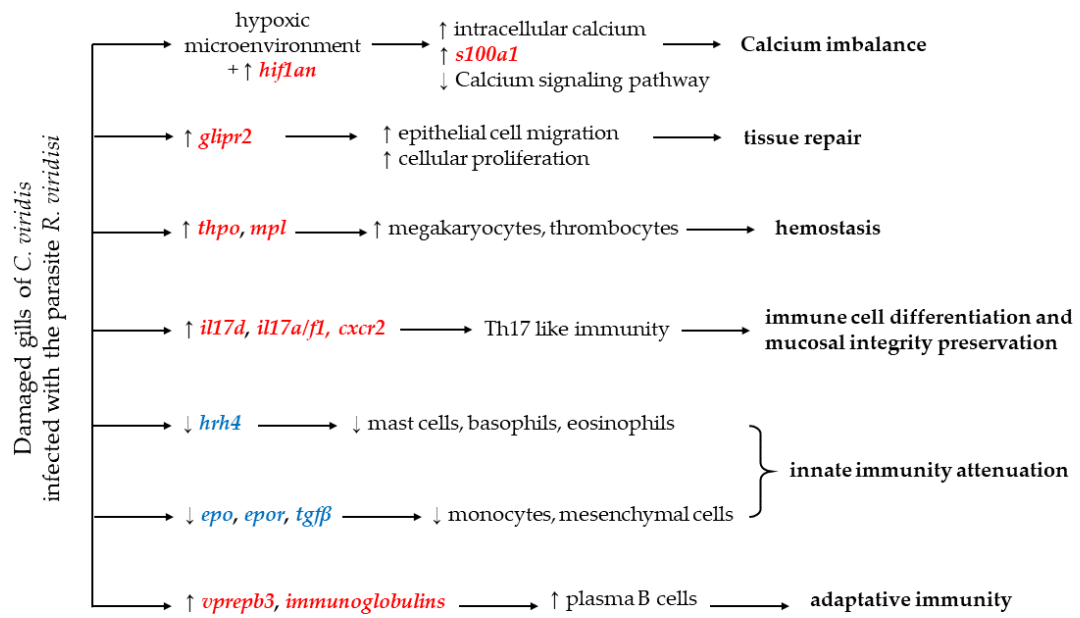 Damaged gills of C. viridis
infected with the parasite R. viridisi
hypoxic
microenvironment
+ ↑ hif1an
↑ intracellular calcium
↑ s100a1
↓ Calcium signaling pathway
Calcium imbalance
↑ glipr2
↑ epithelial cell migration
↑ cellular proliferation
tissue repair
↑ thpo, mpl
↑ megakaryocytes, thrombocytes
hemostasis
↑ il17d, il17a/f1, cxcr2
Th17 like immunity
immune cell differentiation and
mucosal integrity preservation
↓ hrh4
↓ mast cells, basophils, eosinophils
innate immunity attenuation
↓ epo, epor, tgfβ
↓ monocytes, mesenchymal cells
↑ vprepb3, immunoglobulins
↑ plasma B cells
adaptative immunity